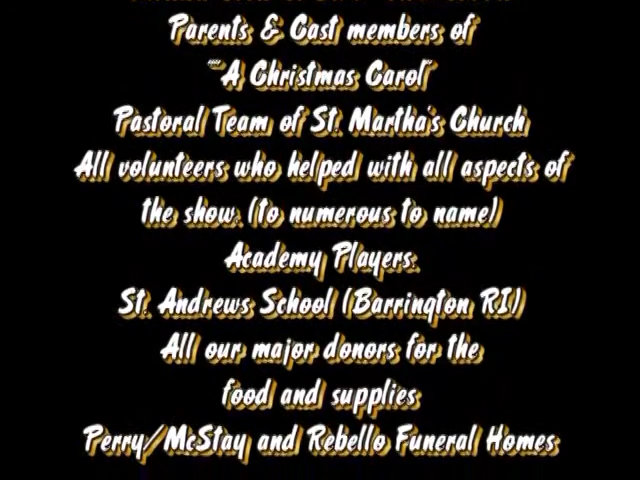 Parents & Cast members of
""A Christmas Carol"
Pastoral Team of St. Martha's Church
All volunteers who helped with all aspects of
the show. (to numerous to name)
Academy Players.
St. Andrews School (Barrington RI)
All our major donors for the
food and supplies
Perry/McStay and Rebello Funeral Homes